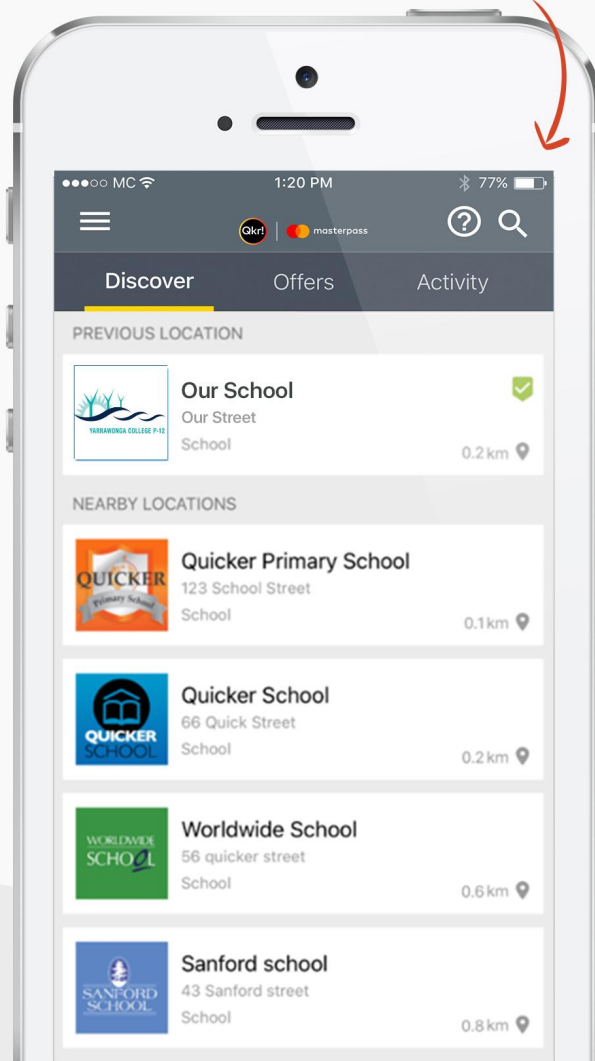 MC 1:20 PM 77%
Qkr! masterpass
Discover Offers Activity
PREVIOUS LOCATION
YARRAWONGA COLLEGE P-12
Our School
Our Street
School
0.2 km
NEARBY LOCATIONS
QUICKER
Primary School
Quicker Primary School
123 School Street
School
0.1 km
QUICKER
SCHOOL
Quicker School
66 Quick Street
School
0.2 km
WORLDWIDE
SCHOOL
Worldwide School
56 quicker street
School
0.6 km
SANFORD
SCHOOL
Sanford school
43 Sanford street
School
0.8 km